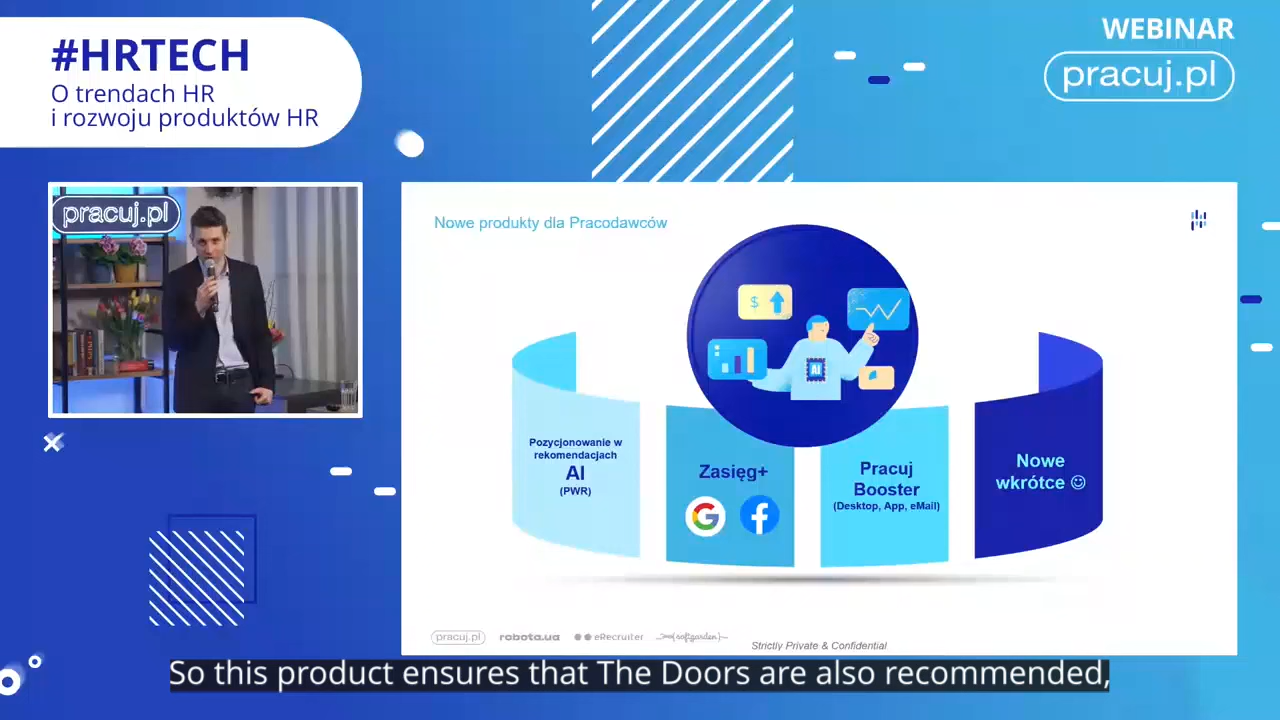 #HRTECH
O trendach HR
i rozwoju produktów HR
WEBINAR
pracuj.pl
pracuj.pl
Nowe produkty dla Pracodawców
$
AI
Pozycjonowanie w
rekomendacjach
AI
(PWR)
Zasięg+
Pracuj
Booster
(Desktop, App, eMail)
Nowe
wkrótce ☺
pracuj.pl robota.ua eRecruiter softgarden
Strictly Private & Confidential
So this product ensures that The Doors are also recommended,